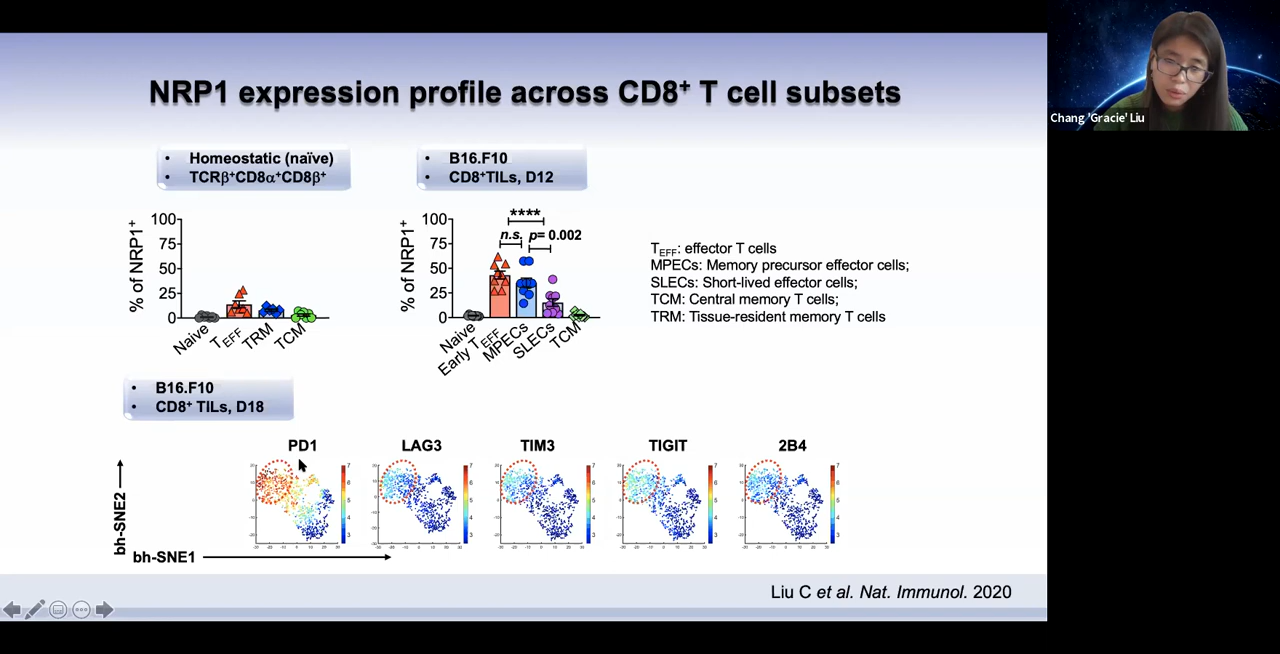 NRP1 expression profile across CD8⁺ T cell subsets
Chang 'Gracie' Liu
• Homeostatic (naïve)
• TCRβ⁺CD8α⁺CD8β⁺
• B16.F10
• CD8⁺TILs, D12
% of NRP1⁺
100
75
50
25
0
Naive
T_EFF
TRM
TCM
% of NRP1⁺
100
75
50
25
0
****
n.s. p= 0.002
Naive
Early T_EFF
MPECs
SLECs
TCM
T_EFF: effector T cells
MPECs: Memory precursor effector cells;
SLECs: Short-lived effector cells;
TCM: Central memory T cells;
TRM: Tissue-resident memory T cells
• B16.F10
• CD8⁺ TILs, D18
PD1 LAG3 TIM3 TIGIT 2B4
bh-SNE2
bh-SNE1
Liu C et al. Nat. Immunol. 2020